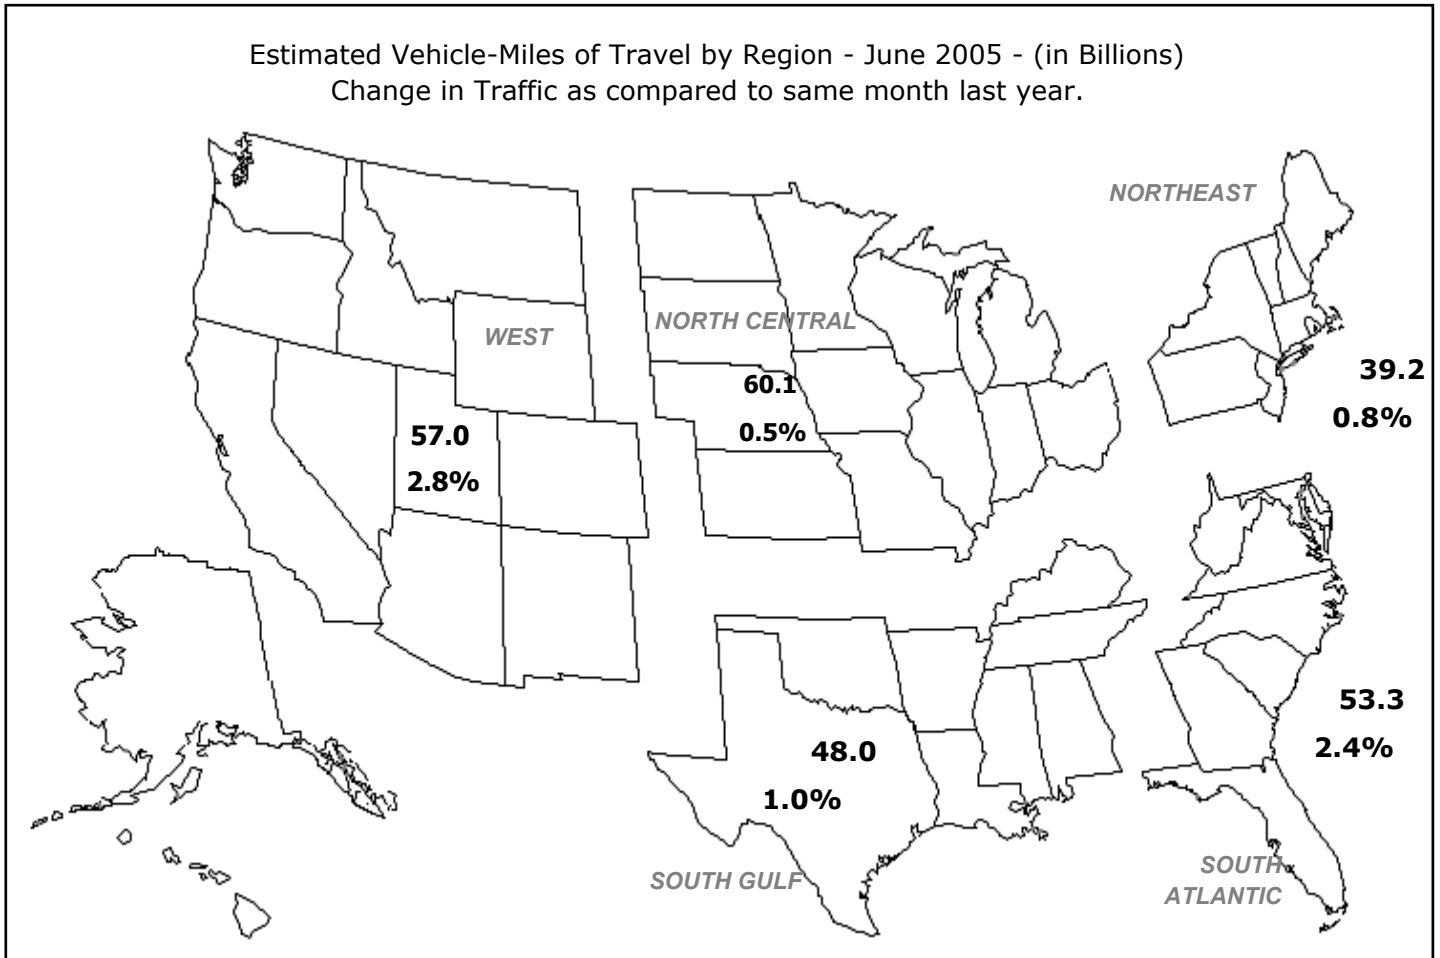 Estimated Vehicle-Miles of Travel by Region - June 2005 - (in Billions)
Change in Traffic as compared to same month last year.
NORTHEAST
39.2
0.8%
WEST
57.0
2.8%
NORTH CENTRAL
60.1
0.5%
53.3
2.4%
SOUTH
ATLANTIC
48.0
1.0%
SOUTH GULF